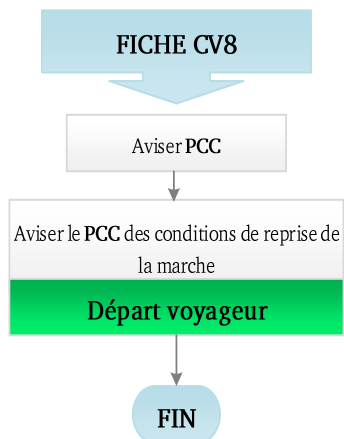 FICHE CV8
Aviser PCC
Aviser le PCC des conditions de reprise de
la marche
Départ voyageur
FIN